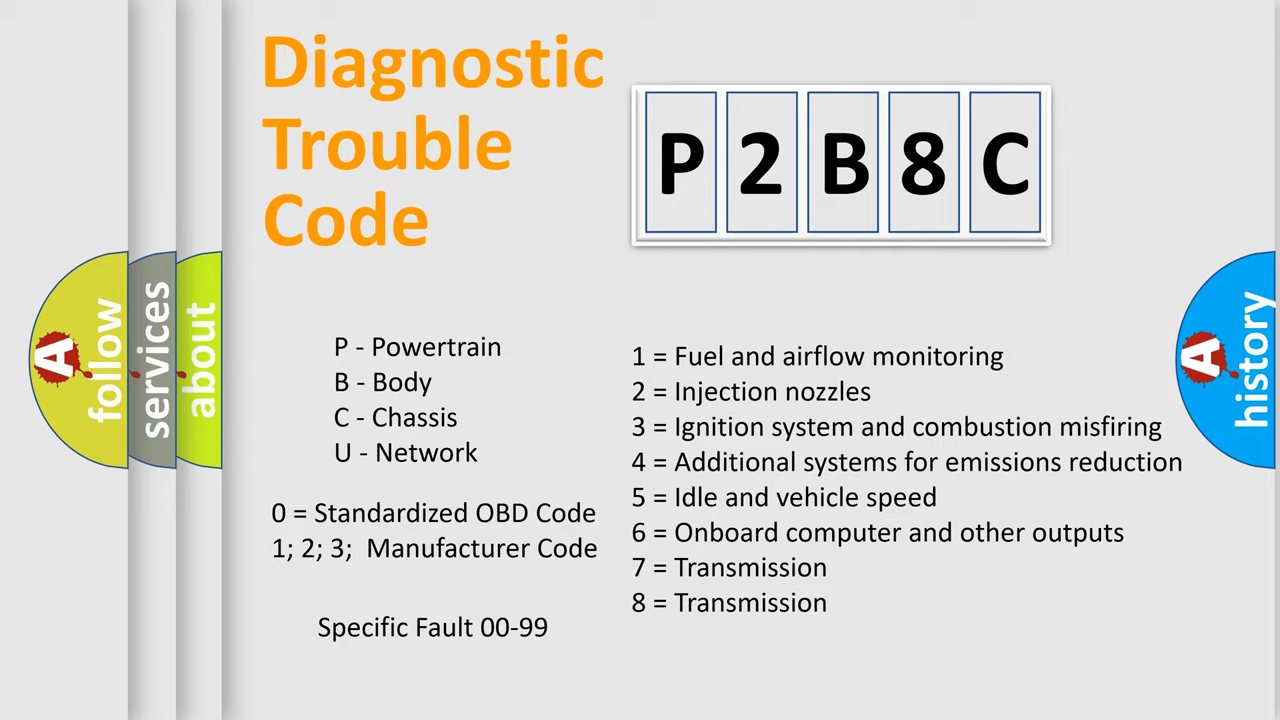 Diagnostic
Trouble
Code
P 2 B 8 C
P - Powertrain
B - Body
C - Chassis
U - Network
0 = Standardized OBD Code
1; 2; 3;  Manufacturer Code
Specific Fault 00-99
1 = Fuel and airflow monitoring
2 = Injection nozzles
3 = Ignition system and combustion misfiring
4 = Additional systems for emissions reduction
5 = Idle and vehicle speed
6 = Onboard computer and other outputs
7 = Transmission
8 = Transmission
A follow
services
about
A history